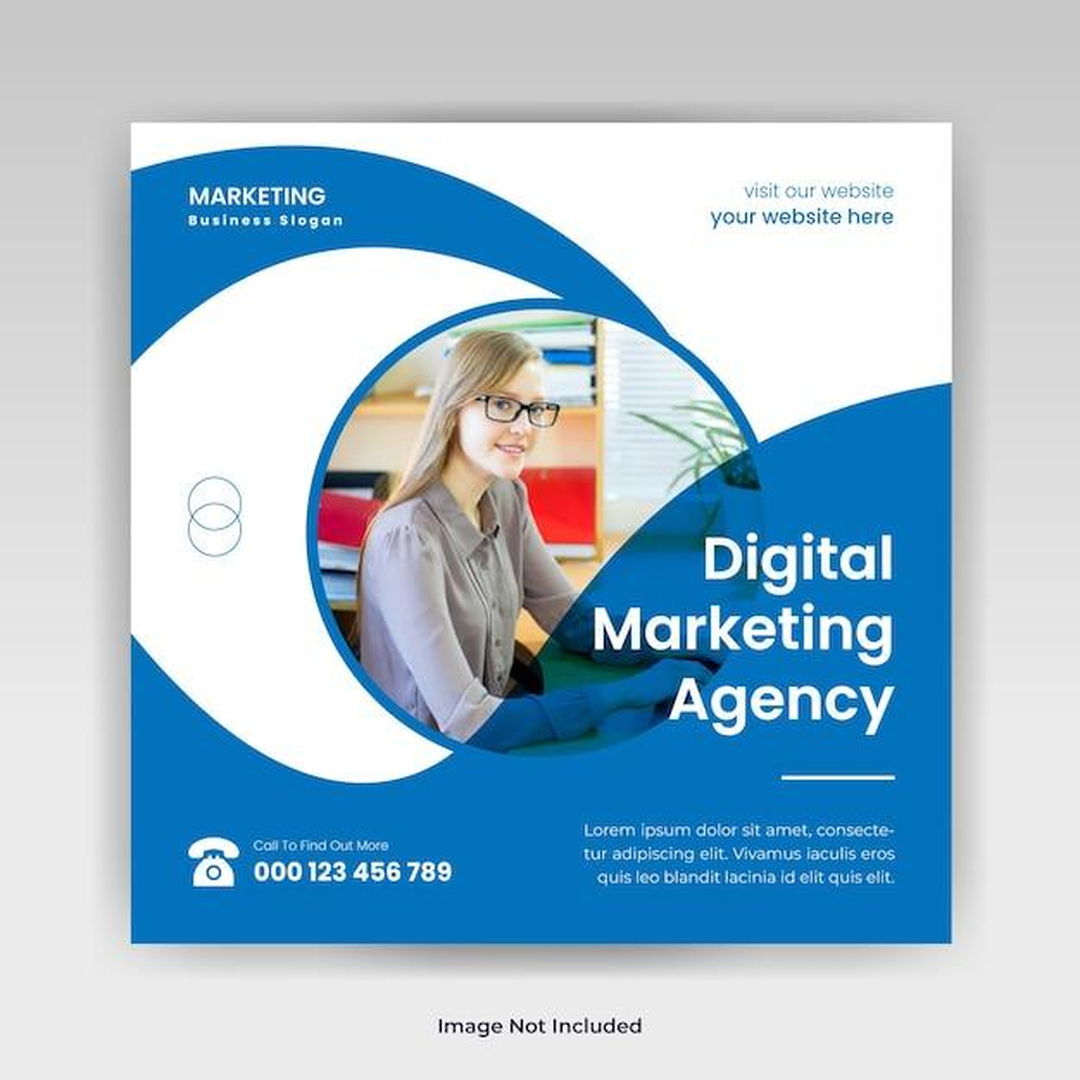 MARKETING
Business Slogan
visit our website
your website here
Digital
Marketing
Agency
Lorem ipsum dolor sit amet, consecte-
tur adipiscing elit. Vivamus iaculis eros
quis leo blandit lacinia id elit quis elit.
Call To Find Out More
000 123 456 789
Image Not Included